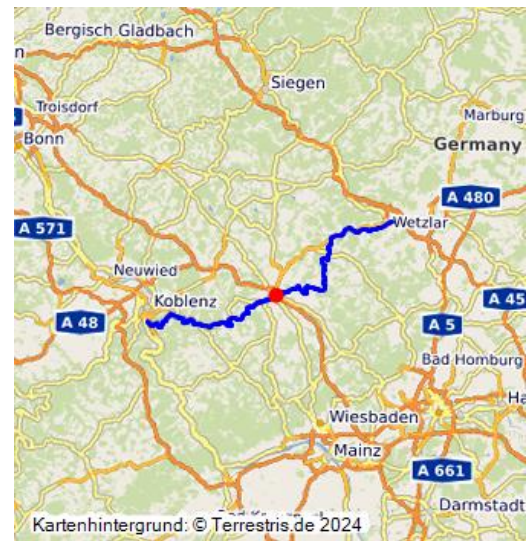 Bergisch Gladbach
Siegen
Troisdorf
Marburg
Bonn
Germany
A 480
Wetzlar
A 571
Neuwied
Koblenz
A 45
A 48
A 5
Bad Homburg
Ha
Wiesbaden
Mainz
A 661
Darmstadt
Kartenhintergrund: © Terrestris.de 2024